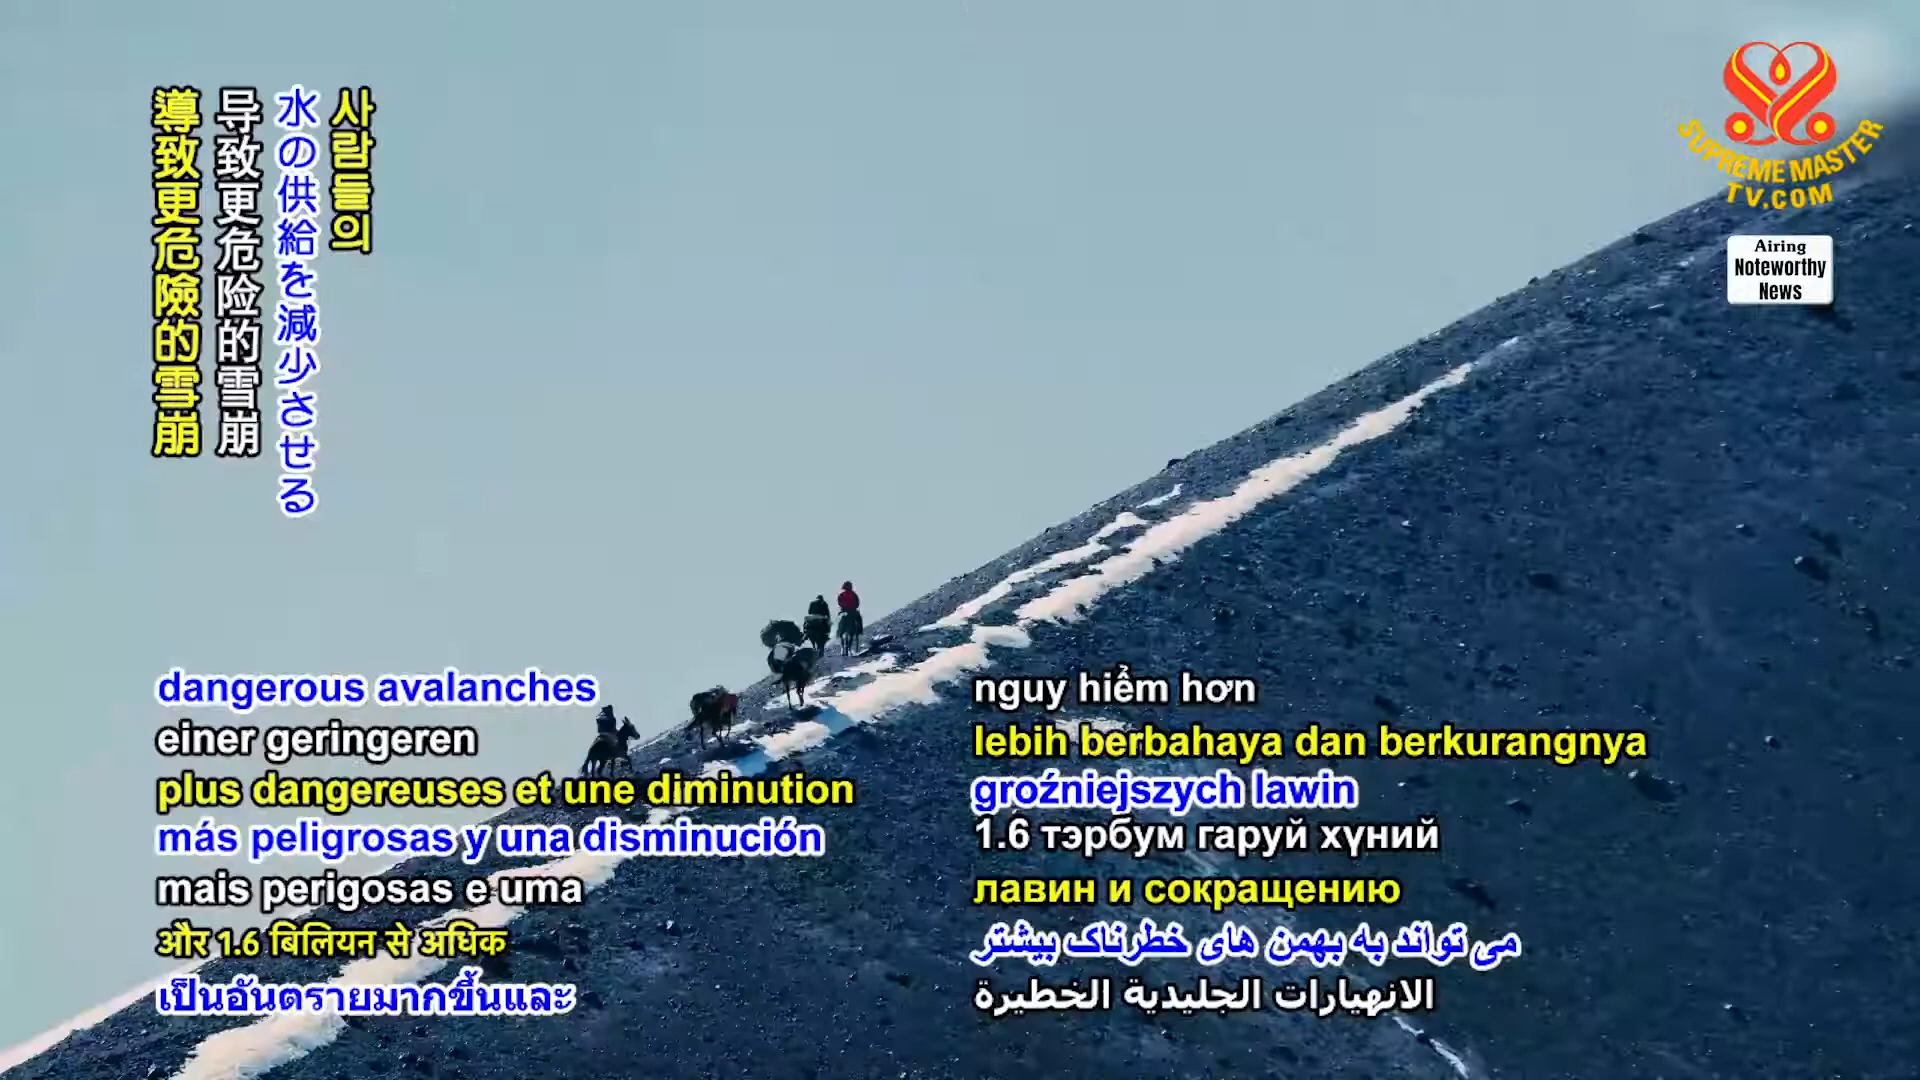 導致更危險的雪崩
导致更危险的雪崩
水の供給を減少させる
사람들의
SUPREME MASTER
TV.COM
Airing
Noteworthy
News
dangerous avalanches
einer geringeren
plus dangereuses et une diminution
más peligrosas y una disminución
mais perigosas e uma
और 1.6 बिलियन से अधिक
เป็นอันตรายมากขึ้นและ
nguy hiểm hơn
lebih berbahaya dan berkurangnya
groźniejszych lawin
1.6 тэрбум гаруй хүний
лавин и сокращению
می تواند به بهمن های خطرناک بیشتر
الانهيارات الجليدية الخطيرة